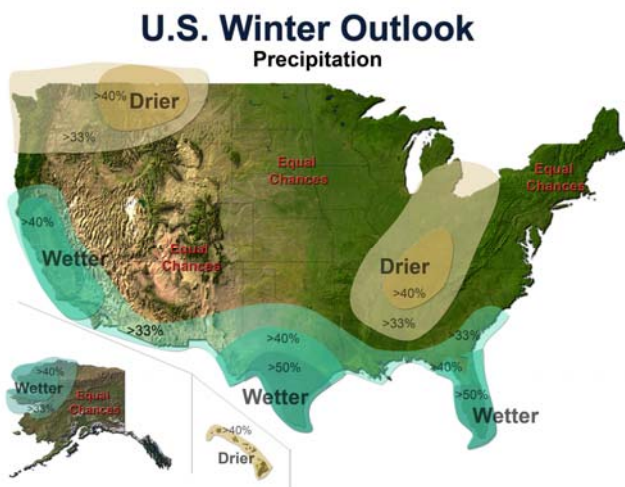 U.S. Winter Outlook
Precipitation
>40%
Drier
>33%
Equal
Chances
Equal
Chances
>40%
Wetter
Equal
Chances
Drier
>40%
>33%
>33%
>40%
>33%
>40%
>50%
Wetter
>50%
Wetter
>40%
Wetter
>33%
Equal
Chances
>40%
Drier